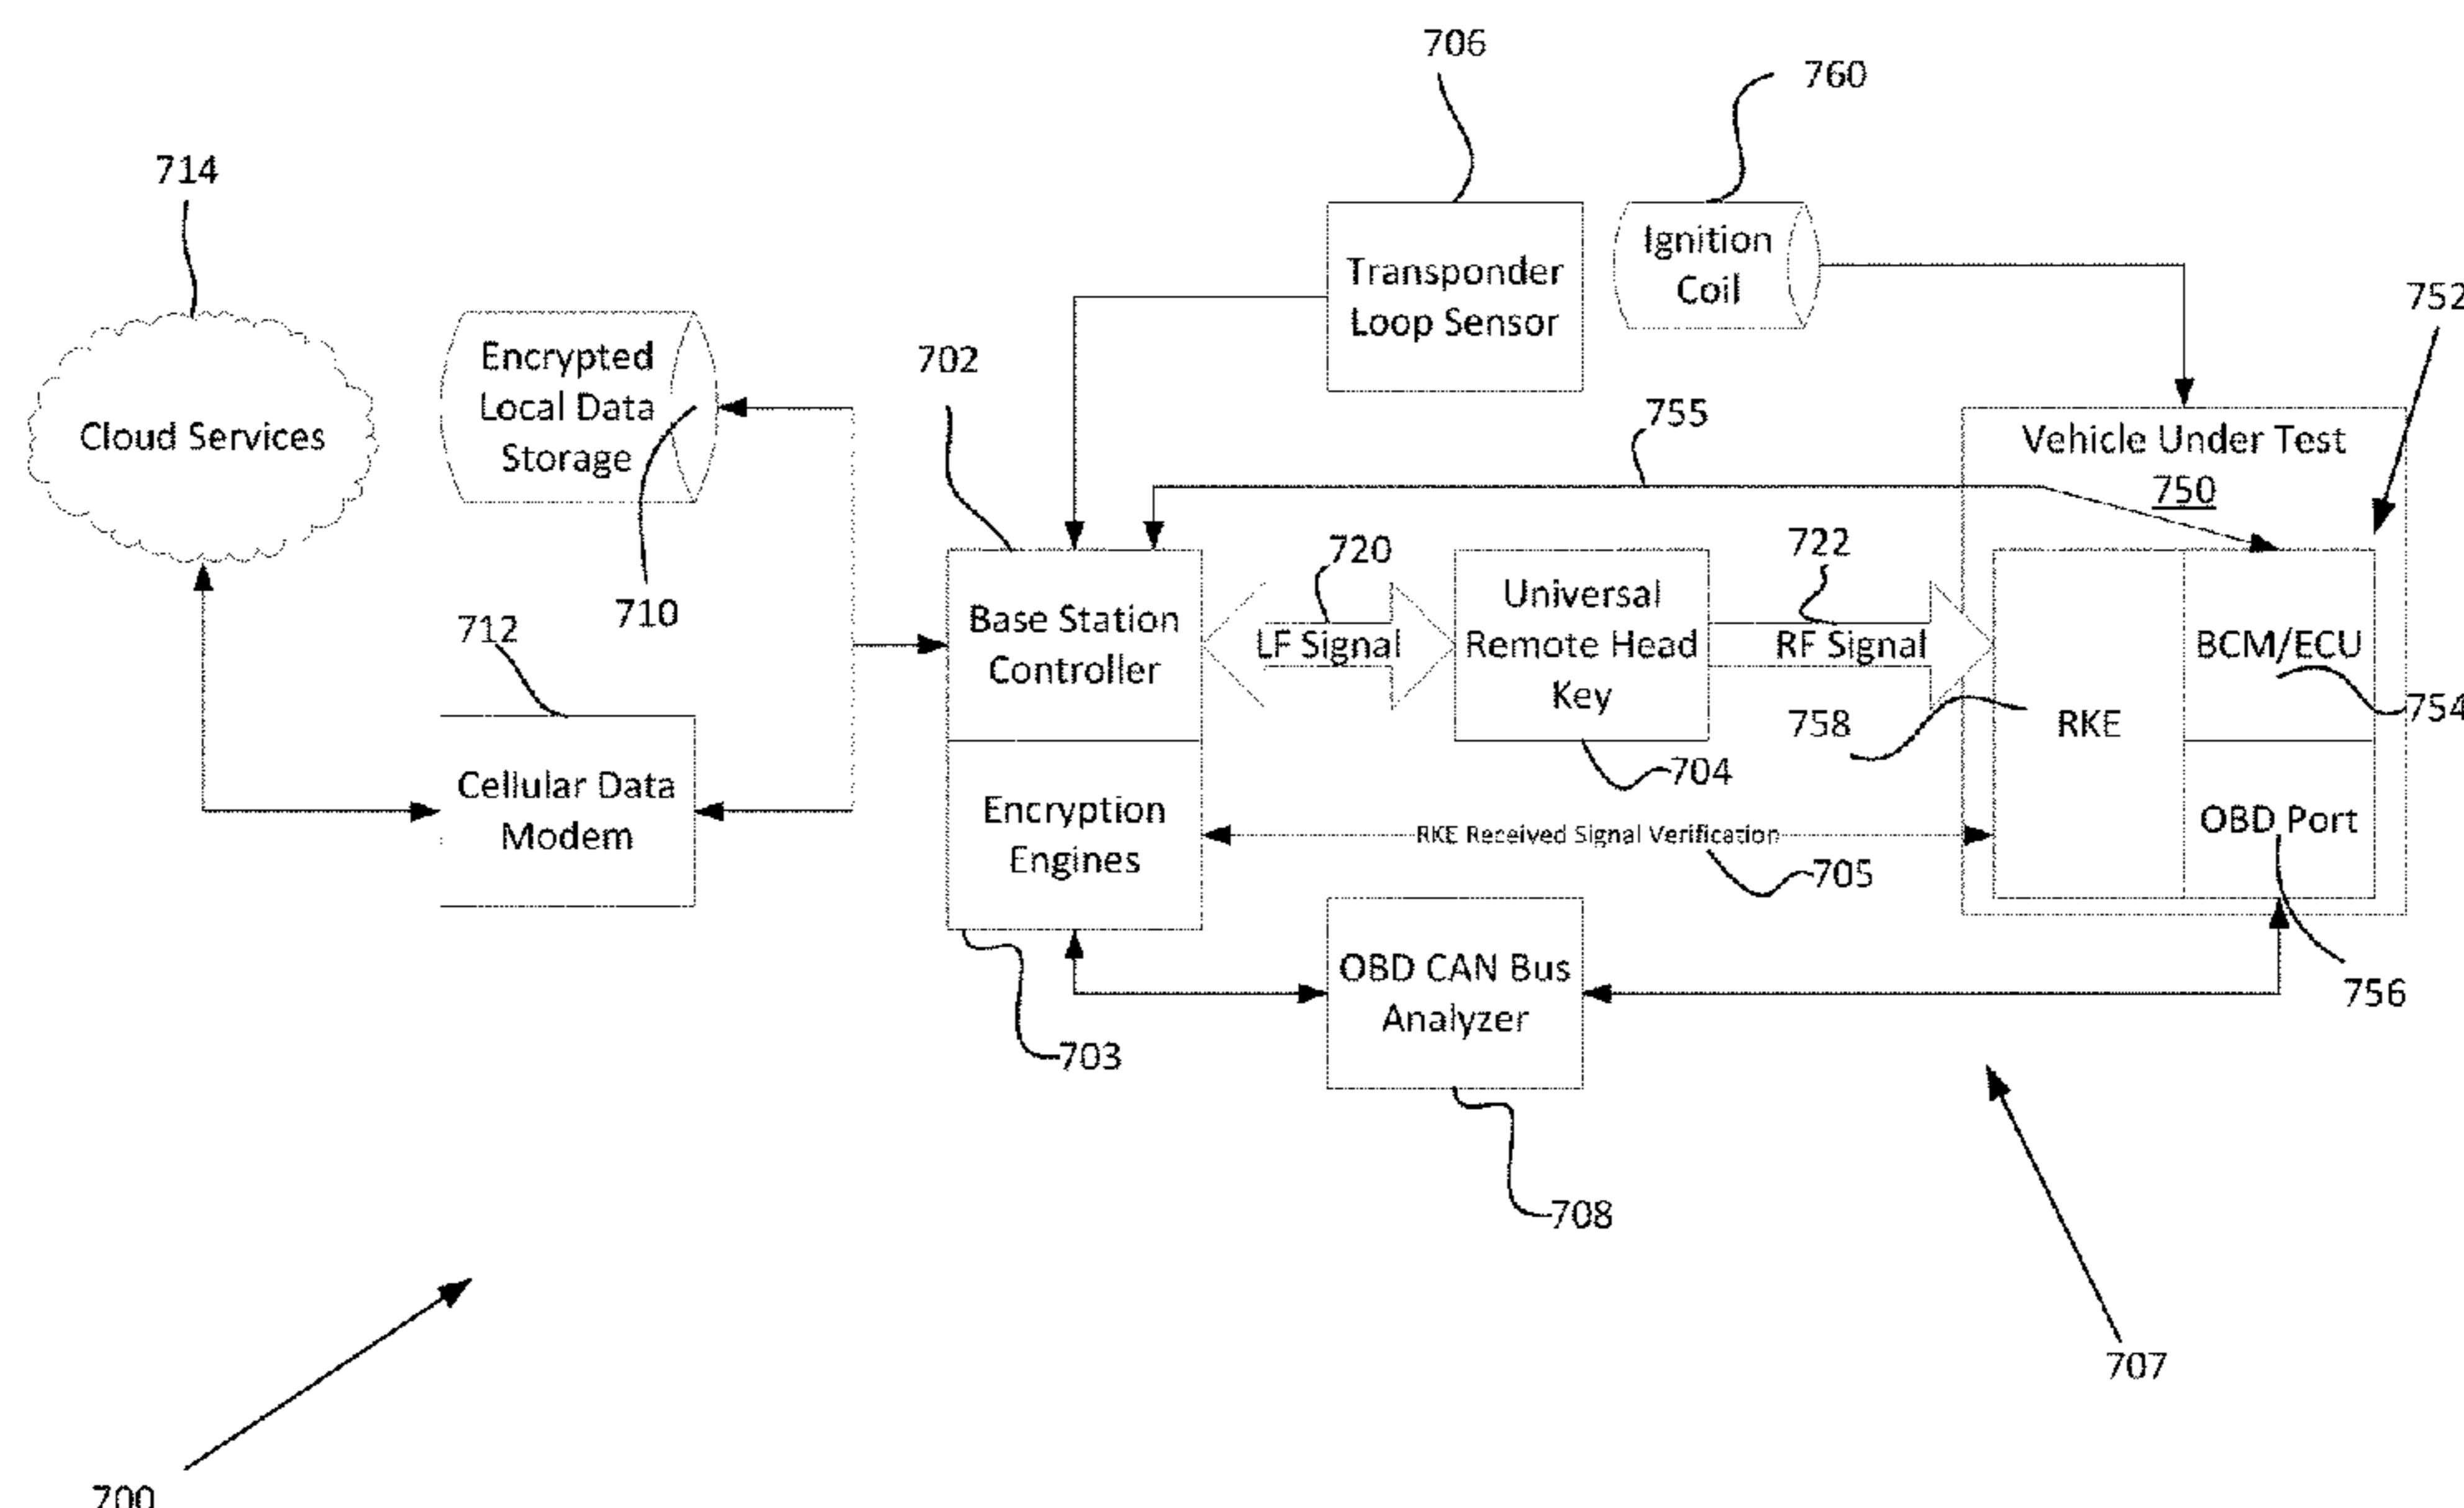 706
760
714
Ignition
Coil
Transponder
Loop Sensor
752
Encrypted
Local Data
Storage
702
755
Cloud Services
Vehicle Under Test
750
720
722
710
712
Base Station
Controller
LF Signal
Universal
Remote Head
Key
RF Signal
BCM/ECU
754
758
RKE
704
Cellular Data
Modem
Encryption
Engines
RKE Received Signal Verification
OBD Port
705
OBD CAN Bus
Analyzer
756
703
708
707
700